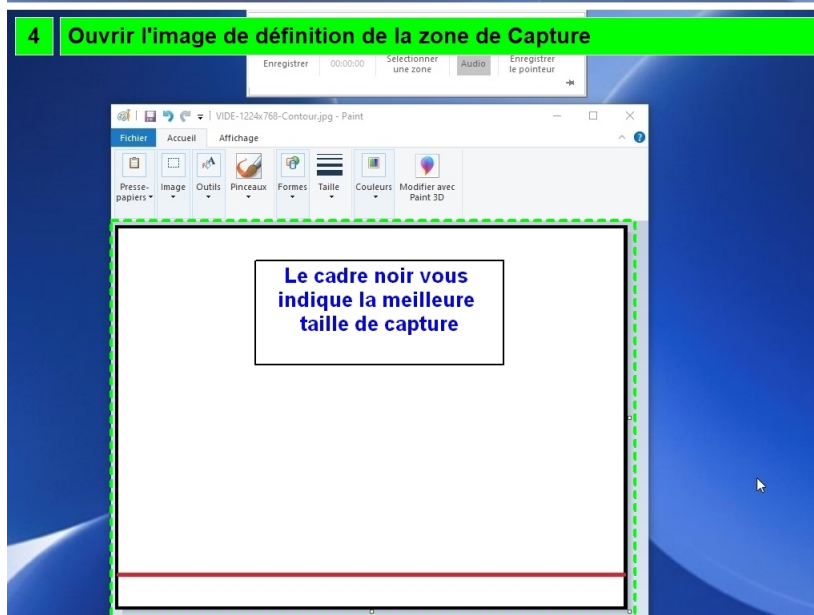 4 Ouvrir l'image de définition de la zone de Capture
Enregistrer 00:00:00 Sélectionner une zone Audio Enregistrer le pointeur
VIDE-1224x768-Contour.jpg - Paint
Fichier Accueil Affichage
Presse-papiers Image Outils Pinceaux Formes Taille Couleurs Modifier avec Paint 3D
Le cadre noir vous
indique la meilleure
taille de capture